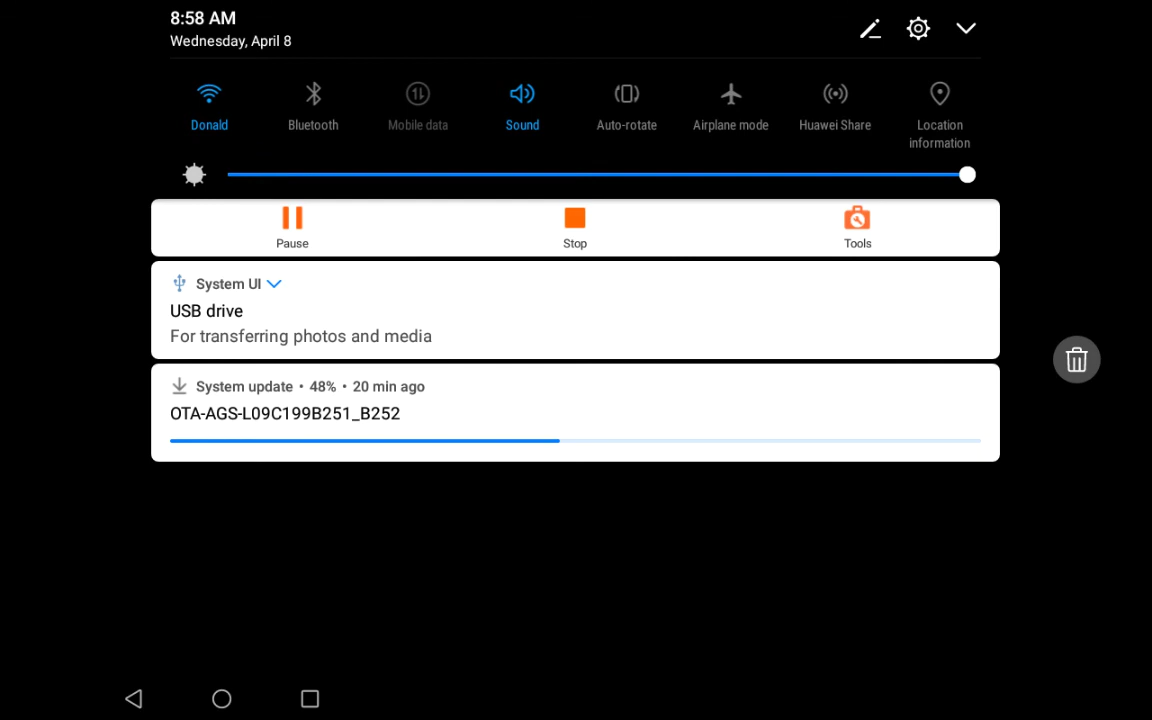 8:58 AM
Wednesday, April 8
Donald
Bluetooth
Mobile data
Sound
Auto-rotate
Airplane mode
Huawei Share
Location
information
Pause
Stop
Tools
System UI
USB drive
For transferring photos and media
System update • 48% • 20 min ago
OTA-AGS-L09C199B251_B252